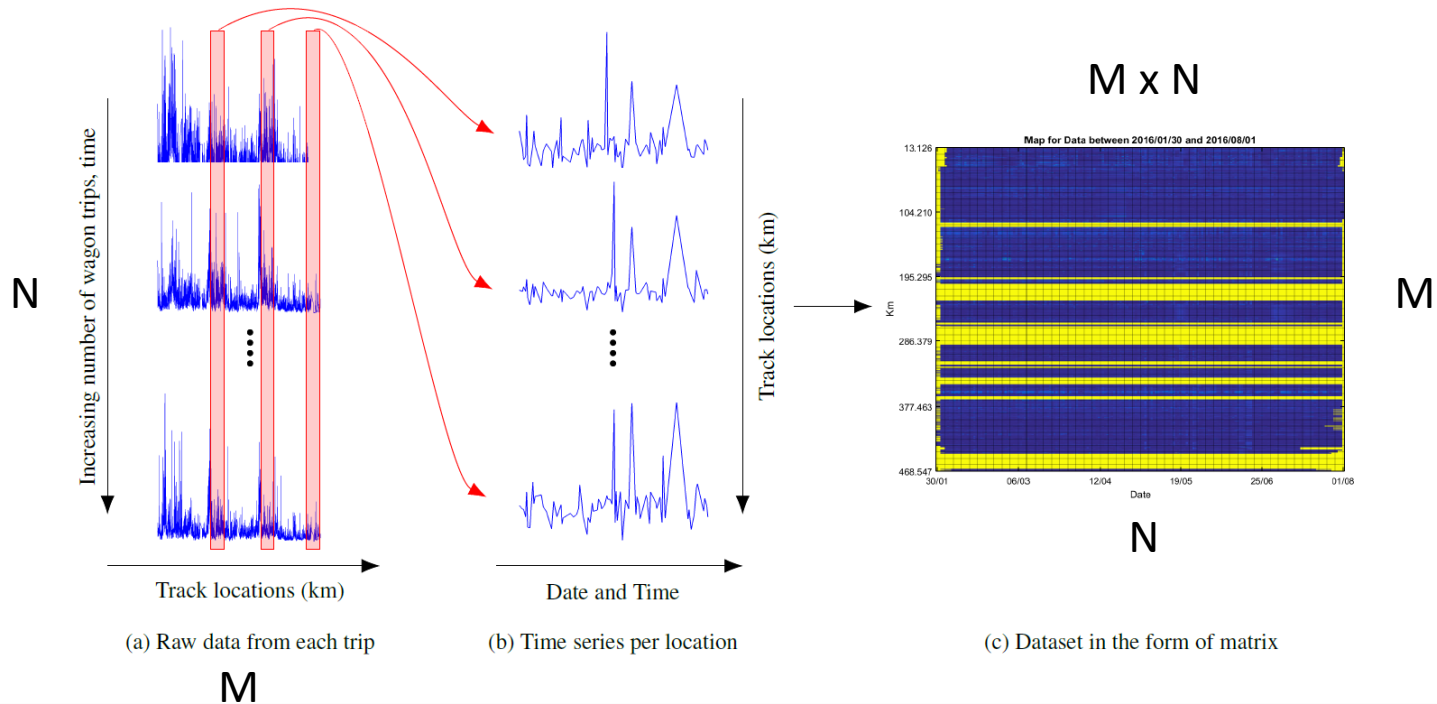 M x N
Map for Data between 2016/01/30 and 2016/08/01
Increasing number of wagon trips, time
N
Track locations (km)
Km
13.126
104.210
195.295
286.379
377.463
468.547
M
30/01 06/03 12/04 19/05 25/06 01/08
Date
N
Track locations (km)
Date and Time
(a) Raw data from each trip
(b) Time series per location
(c) Dataset in the form of matrix
M